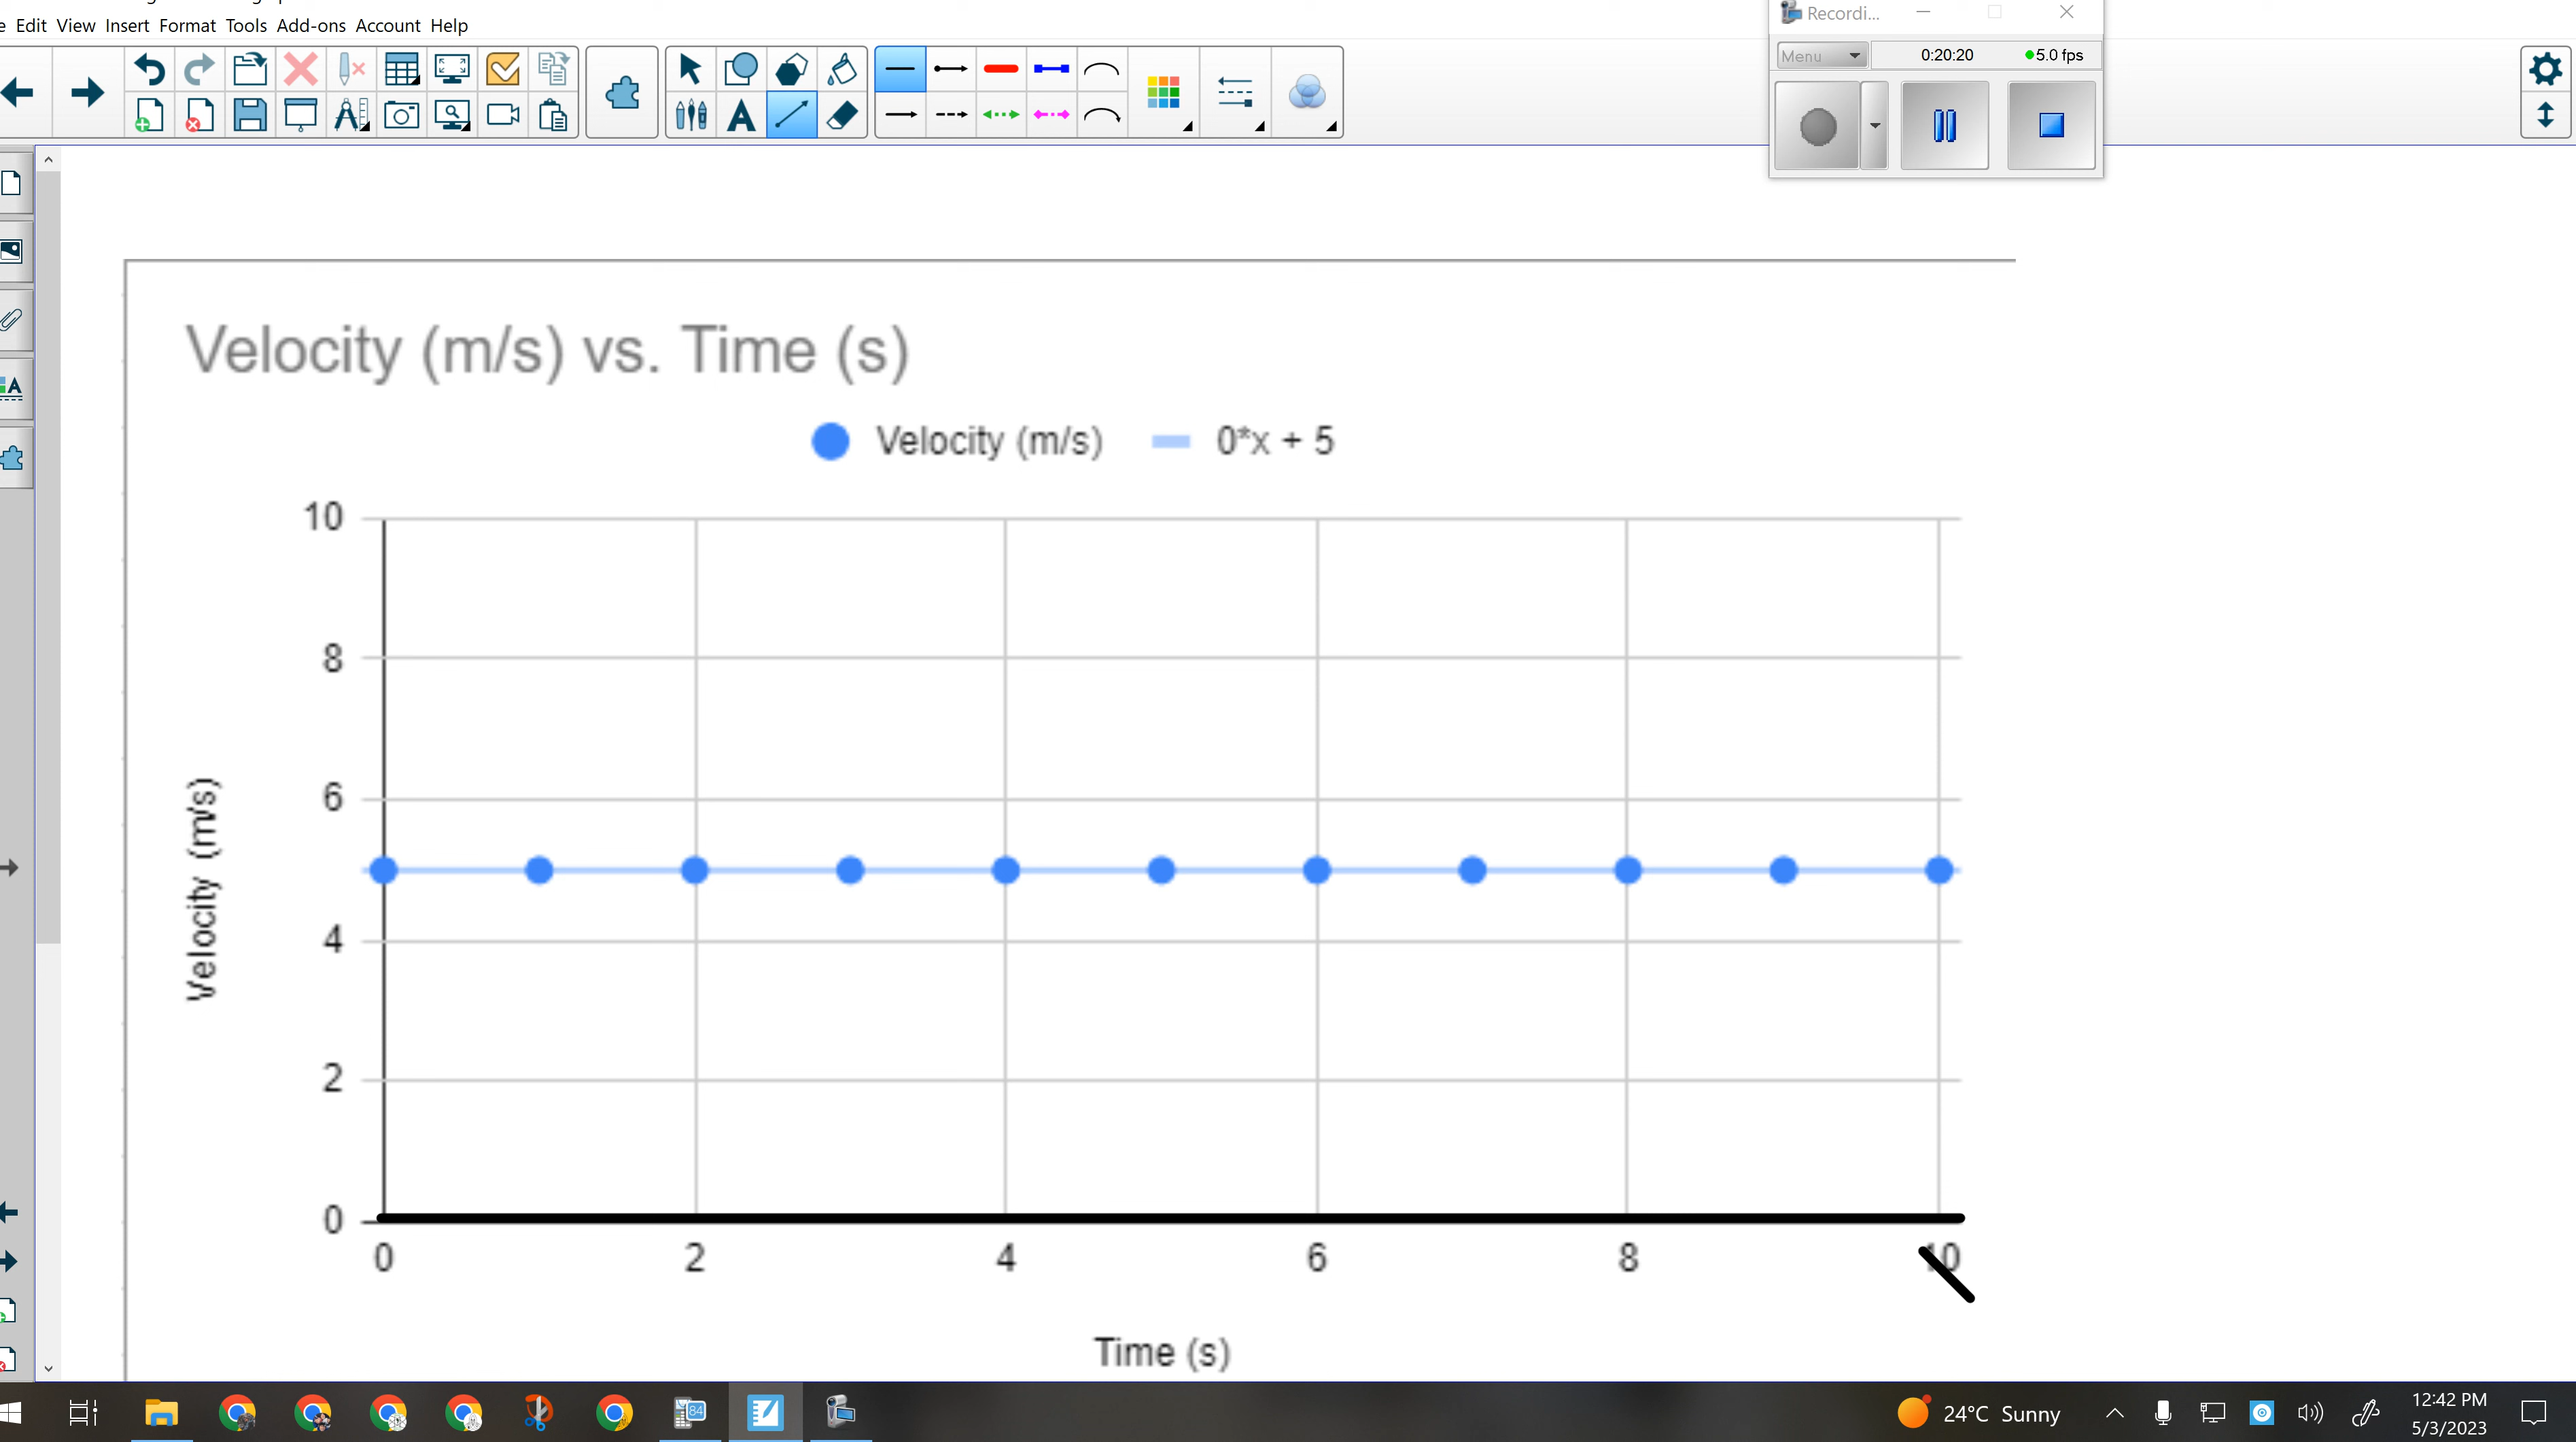 Edit View Insert Format Tools Add-ons Account Help
Recordi...
Menu 0:20:20 5.0 fps
Velocity (m/s) vs. Time (s)
Velocity (m/s) 0*x + 5
10
8
6
4
2
0
Velocity (m/s)
0 2 4 6 8 10
Time (s)
84
24°C Sunny
12:42 PM
5/3/2023